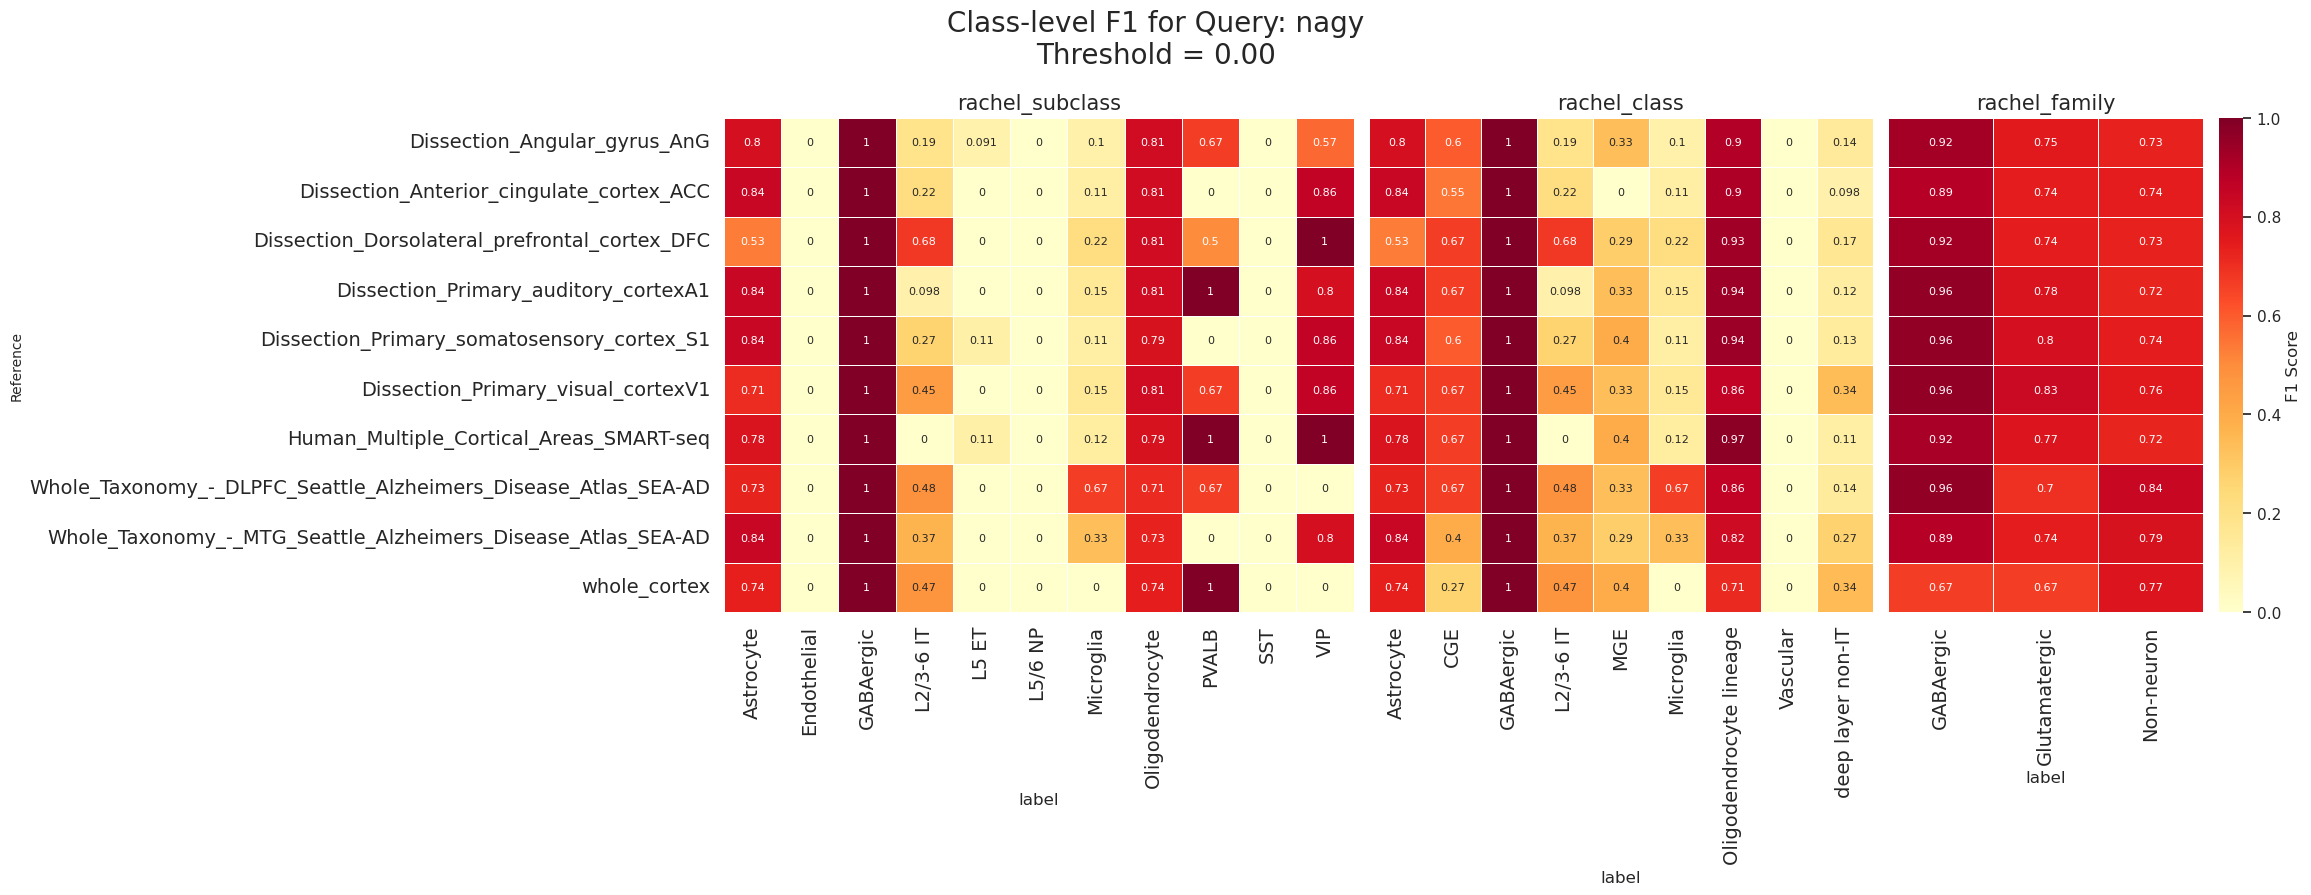 Class-level F1 for Query: nagy
Threshold = 0.00
rachel_subclass
rachel_class
rachel_family
Reference
Dissection_Angular_gyrus_AnG 0.8 0 1 0.19 0.091 0 0.1 0.81 0.67 0 0.57 0.8 0.6 1 0.19 0.33 0.1 0.9 0 0.14 0.92 0.75 0.73
Dissection_Anterior_cingulate_cortex_ACC 0.84 0 1 0.22 0 0 0.11 0.81 0 0 0.86 0.84 0.55 1 0.22 0 0.11 0.9 0 0.098 0.89 0.74 0.74
Dissection_Dorsolateral_prefrontal_cortex_DFC 0.53 0 1 0.68 0 0 0.22 0.81 0.5 0 1 0.53 0.67 1 0.68 0.29 0.22 0.93 0 0.17 0.92 0.74 0.73
Dissection_Primary_auditory_cortexA1 0.84 0 1 0.098 0 0 0.15 0.81 1 0 0.8 0.84 0.67 1 0.098 0.33 0.15 0.94 0 0.12 0.96 0.78 0.72
Dissection_Primary_somatosensory_cortex_S1 0.84 0 1 0.27 0.11 0 0.11 0.79 0 0 0.86 0.84 0.6 1 0.27 0.4 0.11 0.94 0 0.13 0.96 0.8 0.74
Dissection_Primary_visual_cortexV1 0.71 0 1 0.45 0 0 0.15 0.81 0.67 0 0.86 0.71 0.67 1 0.45 0.33 0.15 0.86 0 0.34 0.96 0.83 0.76
Human_Multiple_Cortical_Areas_SMART-seq 0.78 0 1 0 0.11 0 0.12 0.79 1 0 1 0.78 0.67 1 0 0.4 0.12 0.97 0 0.11 0.92 0.77 0.72
Whole_Taxonomy_-_DLPFC_Seattle_Alzheimers_Disease_Atlas_SEA-AD 0.73 0 1 0.48 0 0 0.67 0.71 0.67 0 0 0.73 0.67 1 0.48 0.33 0.67 0.86 0 0.14 0.96 0.7 0.84
Whole_Taxonomy_-_MTG_Seattle_Alzheimers_Disease_Atlas_SEA-AD 0.84 0 1 0.37 0 0 0.33 0.73 0 0 0.8 0.84 0.4 1 0.37 0.29 0.33 0.82 0 0.27 0.89 0.74 0.79
whole_cortex 0.74 0 1 0.47 0 0 0 0.74 1 0 0 0.74 0.27 1 0.47 0.4 0 0.71 0 0.34 0.67 0.67 0.77
Astrocyte
Endothelial
GABAergic
L2/3-6 IT
L5 ET
L5/6 NP
Microglia
Oligodendrocyte
PVALB
SST
VIP
label
Astrocyte
CGE
GABAergic
L2/3-6 IT
MGE
Microglia
Oligodendrocyte lineage
Vascular
deep layer non-IT
label
GABAergic
Glutamatergic
Non-neuron
label
1.0
0.8
0.6
0.4
0.2
0.0
F1 Score